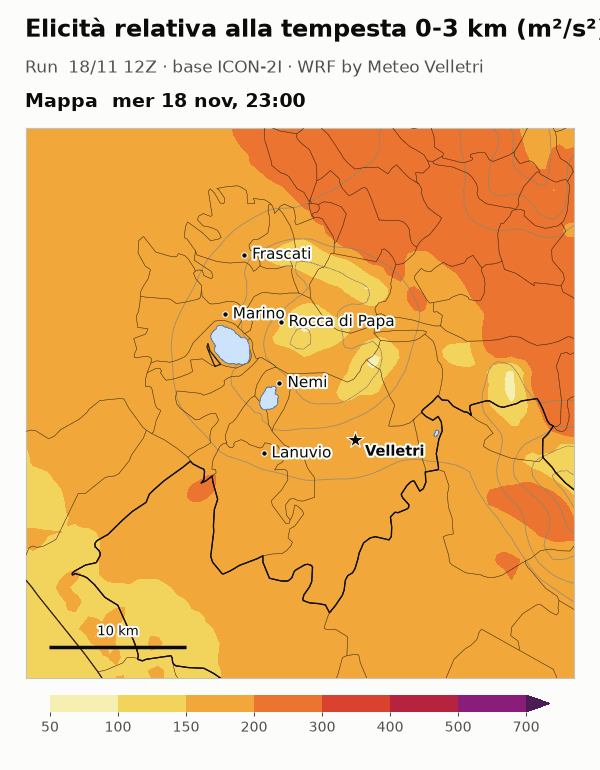 Elicità relativa alla tempesta 0-3 km (m²/s²)
Run 18/11 12Z · base ICON-2I · WRF by Meteo Velletri
Mappa mer 18 nov, 23:00
Frascati
Marino
Rocca di Papa
Nemi
Velletri
Lanuvio
10 km
50 100 150 200 300 400 500 700